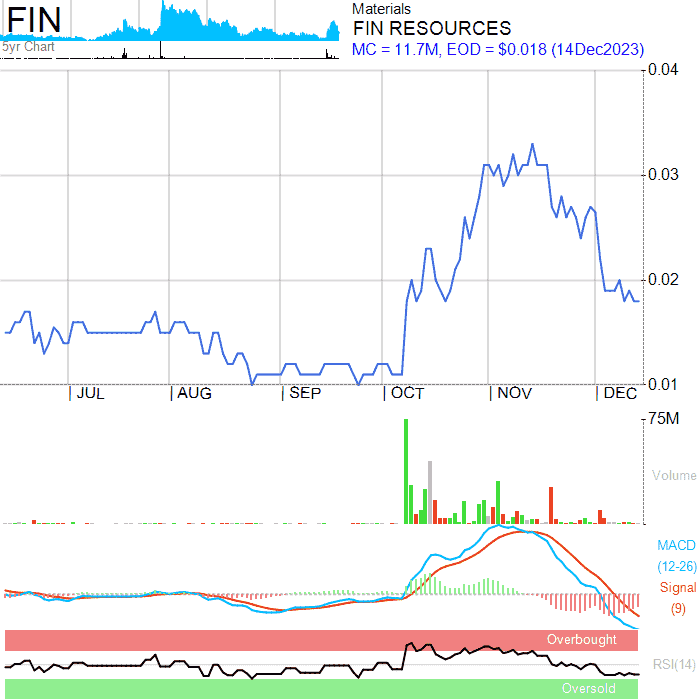 FIN
5yr Chart
Materials
FIN RESOURCES
MC = 11.7M, EOD = $0.018 (14Dec2023)
0.04
0.03
0.02
0.01
JUL
AUG
SEP
OCT
NOV
DEC
75M
Volume
MACD
(12-26)
Signal
(9)
Overbought
RSI(14)
Oversold